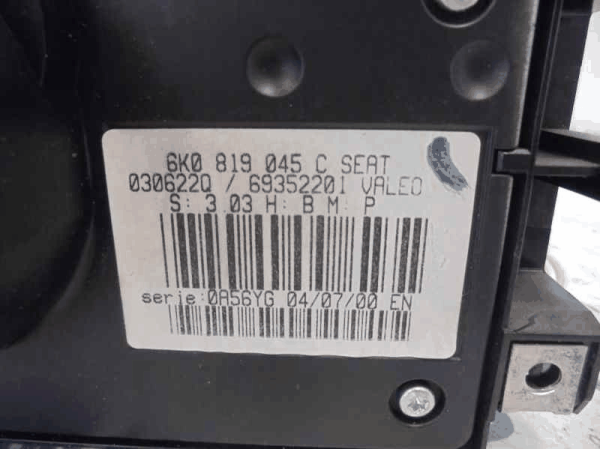 6K0 819 045 C SEAT
030622Q / 69352201 VALEO
S: 3 03 H: B M: P
serie:0A56YG 04/07/00 EN